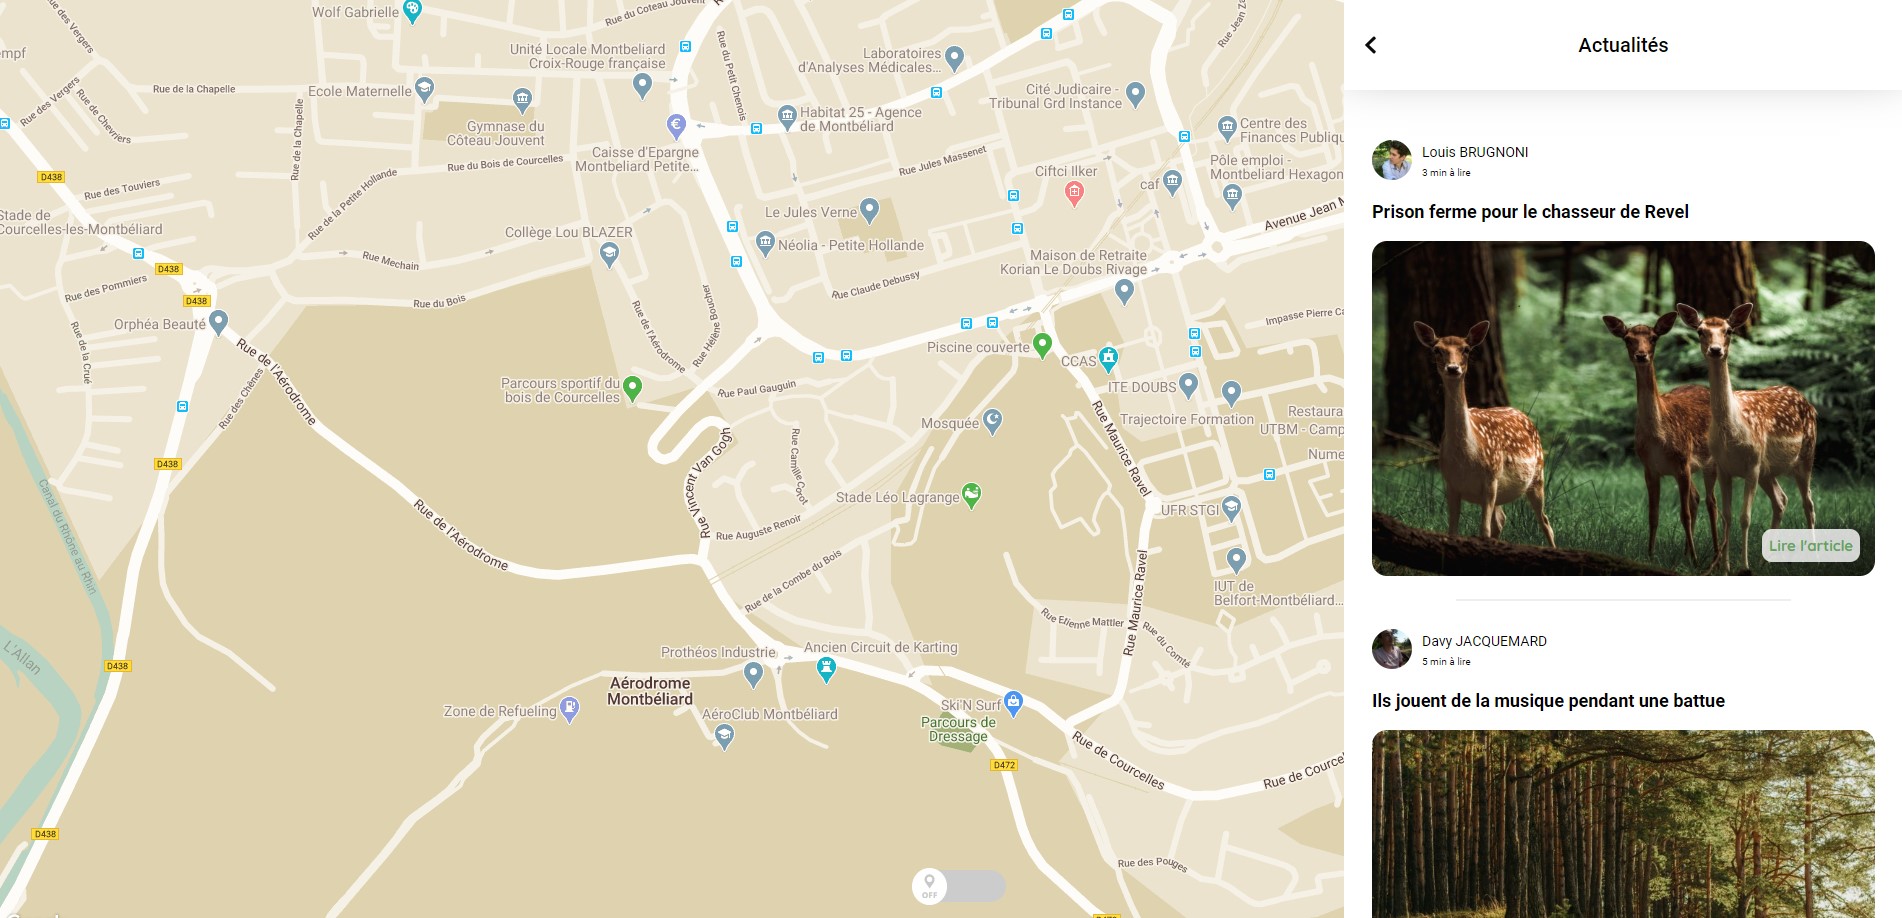 Wolf Gabrielle
Rue du Coteau Jouvent
Rue des Vergers
Unité Locale Montbeliard
Croix-Rouge française
Rue du Petit Chenois
Laboratoires
d'Analyses Médicales...
Rue de la Chapelle
Ecole Maternelle
Rue des Vergers
Rue des Chevriers
Rue de la Chapelle
Gymnase du
Côteau Jouvent
Habitat 25 - Agence
de Montbéliard
Cité Judicaire -
Tribunal Grd Instance
Centre des
Finances Publiqu
Caisse d'Epargne
Montbeliard Petite...
Rue du Bois de Courcelles
Rue Jules Massenet
Pôle emploi -
Montbeliard Hexagon
Ciftci Ilker
caf
D438
Rue des Touviers
Rue de la Petite Hollande
Stade de
Courcelles-les-Montbéliard
Le Jules Verne
Avenue Jean M
Collège Lou BLAZER
Néolia - Petite Hollande
Rue Mechain
Maison de Retraite
Korian Le Doubs Rivage
D438
Rue des Pommiers
D438
Rue du Bois
Rue Claude Debussy
Rue Hélène Boucher
Rue de l'Aérodrome
Orphéa Beauté
Impasse Pierre Ca
Rue de la Crué
Rue de l'Aérodrome
Piscine couverte
CCAS
Parcours sportif du
bois de Courcelles
Rue Paul Gauguin
ITE DOUBS
Rue des Chênes
Rue Maurice Ravel
Mosquée
Trajectoire Formation
Restaura
UTBM - Camp
Nume
Rue Vincent Van Gogh
Rue Camille Corot
D438
Canal du Rhône au Rhin
Stade Léo Lagrange
UFR STGI
Rue de l'Aérodrome
Rue Auguste Renoir
Rue de la Combe du Bois
Rue Maurice Ravel
IUT de
Belfort-Montbéliard...
Rue Etienne Mattler
Rue du Comté
L'Allan
D438
Prothéos Industrie
Ancien Circuit de Karting
Aérodrome
Montbéliard
Zone de Refueling
AéroClub Montbéliard
Ski'N Surf
Parcours de
Dressage
Rue de Courcelles
D472
Rue deOurce
D438
Rue des Pouges
OFF
Actualités
Louis BRUGNONI
3 min à lire
Prison ferme pour le chasseur de Revel
Lire l'article
Davy JACQUEMARD
5 min à lire
Ils jouent de la musique pendant une battue